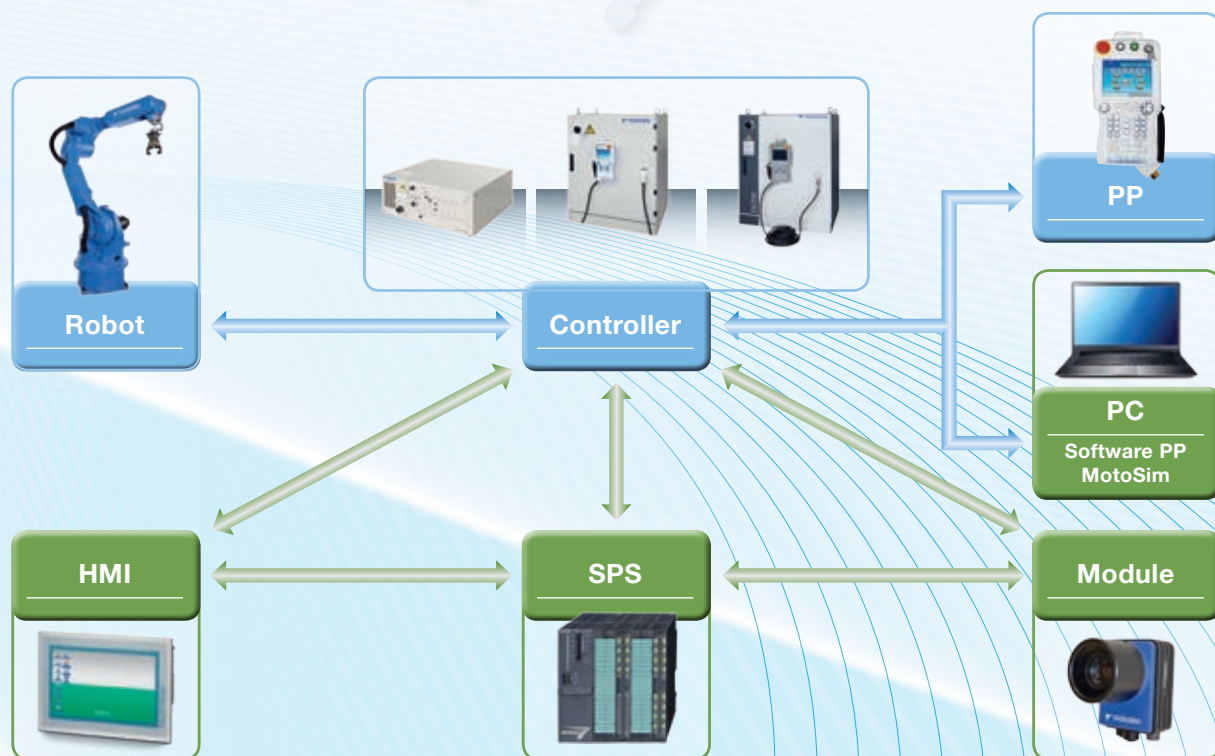 PP
Robot
Controller
PC
Software PP
MotoSim
HMI
SPS
Module